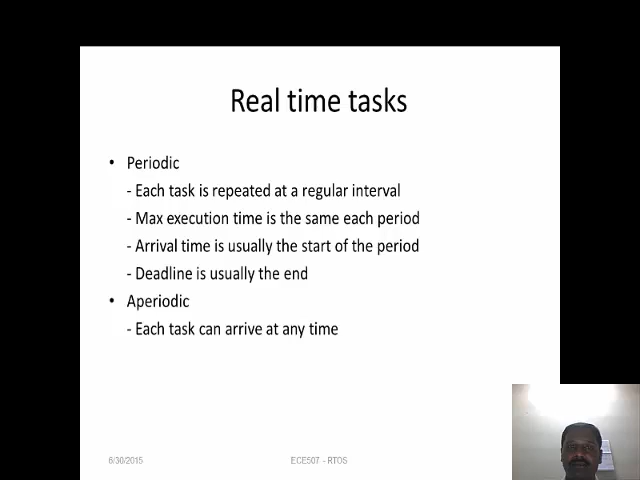 Real time tasks
• Periodic
- Each task is repeated at a regular interval
- Max execution time is the same each period
- Arrival time is usually the start of the period
- Deadline is usually the end
• Aperiodic
- Each task can arrive at any time
6/30/2015
ECE507 - RTOS